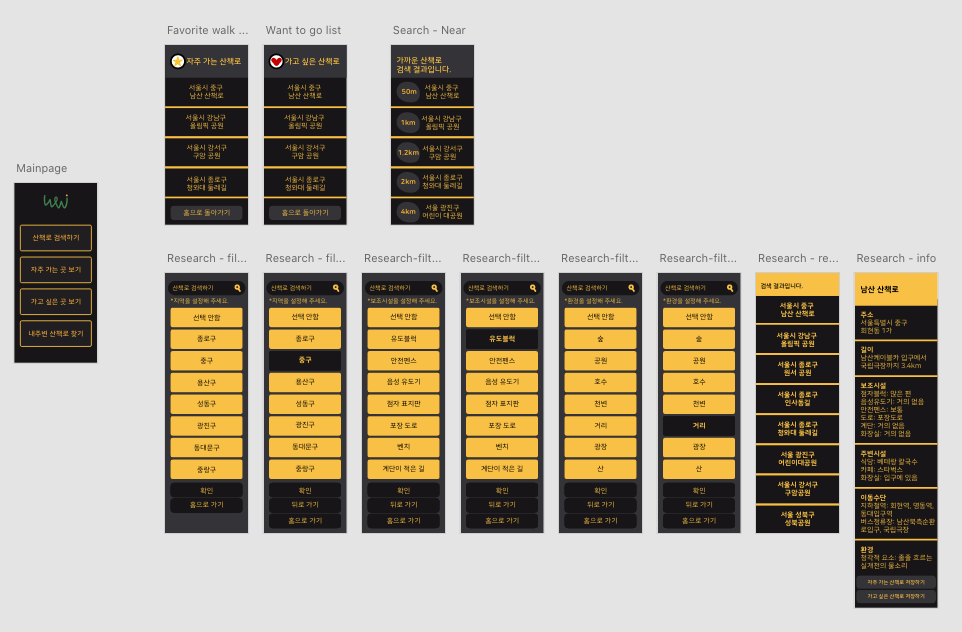 Favorite walk ...
Want to go list
Search - Near
자주 가는 산책로
서울시 중구
남산 산책로
서울시 강남구
올림픽 공원
서울시 강서구
구암 공원
서울시 종로구
청와대 둘레길
홈으로 돌아가기
가고 싶은 산책로
서울시 중구
남산 산책로
서울시 강남구
올림픽 공원
서울시 강서구
구암 공원
서울시 종로구
청와대 둘레길
홈으로 돌아가기
가까운 산책로
검색 결과입니다.
50m
서울시 중구
남산 산책로
1km
서울시 강남구
올림픽 공원
1.2km
서울시 강서구
구암 공원
2km
서울시 종로구
청와대 둘레길
4km
서울 광진구
어린이 대공원
Mainpage
산책로 검색하기
자주 가는 곳 보기
가고 싶은 곳 보기
내주변 산책로 찾기
Research - fil...
산책로 검색하기
*지역을 설정해 주세요.
선택 안함
종로구
중구
용산구
성동구
광진구
동대문구
중랑구
확인
홈으로 가기
Research - fil...
산책로 검색하기
*지역을 설정해 주세요.
선택 안함
종로구
중구
용산구
성동구
광진구
동대문구
중랑구
확인
뒤로 가기
홈으로 가기
Research-filt...
산책로 검색하기
*보조시설을 설정해 주세요.
선택 안함
유도블럭
안전펜스
음성 유도기
점자 표지판
포장 도로
벤치
계단이 적은 길
확인
뒤로 가기
홈으로 가기
Research-filt...
산책로 검색하기
*보조시설을 설정해 주세요.
선택 안함
유도블럭
안전펜스
음성 유도기
점자 표지판
포장 도로
벤치
계단이 적은 길
확인
뒤로 가기
홈으로 가기
Research-filt...
산책로 검색하기
*환경을 설정해 주세요.
선택 안함
숲
공원
호수
천변
거리
광장
산
확인
뒤로 가기
홈으로 가기
Research-filt...
산책로 검색하기
*환경을 설정해 주세요.
선택 안함
숲
공원
호수
천변
거리
광장
산
확인
뒤로 가기
홈으로 가기
Research - re...
검색 결과입니다.
서울시 중구
남산 산책로
서울시 강남구
올림픽 공원
서울시 종로구
원서 공원
서울시 종로구
인사동길
서울시 종로구
청와대 둘레길
서울 광진구
어린이대공원
서울시 강서구
구암공원
서울 성북구
성북공원
Research - info
남산 산책로
주소
서울특별시 중구
회현동 1가
길이
남산케이블카 입구에서
국립극장까지 3.4km
보조시설
점자블럭: 많은 편
음성유도기: 거의 없음
안전펜스: 보통
도로: 포장도로
계단: 거의 없음
화장실: 거의 없음
주변시설
식당: 베테랑 칼국수
카페: 스타벅스
화장실: 입구에 있음
이동수단
지하철역: 회현역, 명동역,
동대입구역
버스정류장: 남산북측순환
로입구, 국립극장
환경
청각적 요소: 졸졸 흐르는
실개천의 물소리
자주 가는 산책로 저장하기
가고 싶은 산책로 저장하기